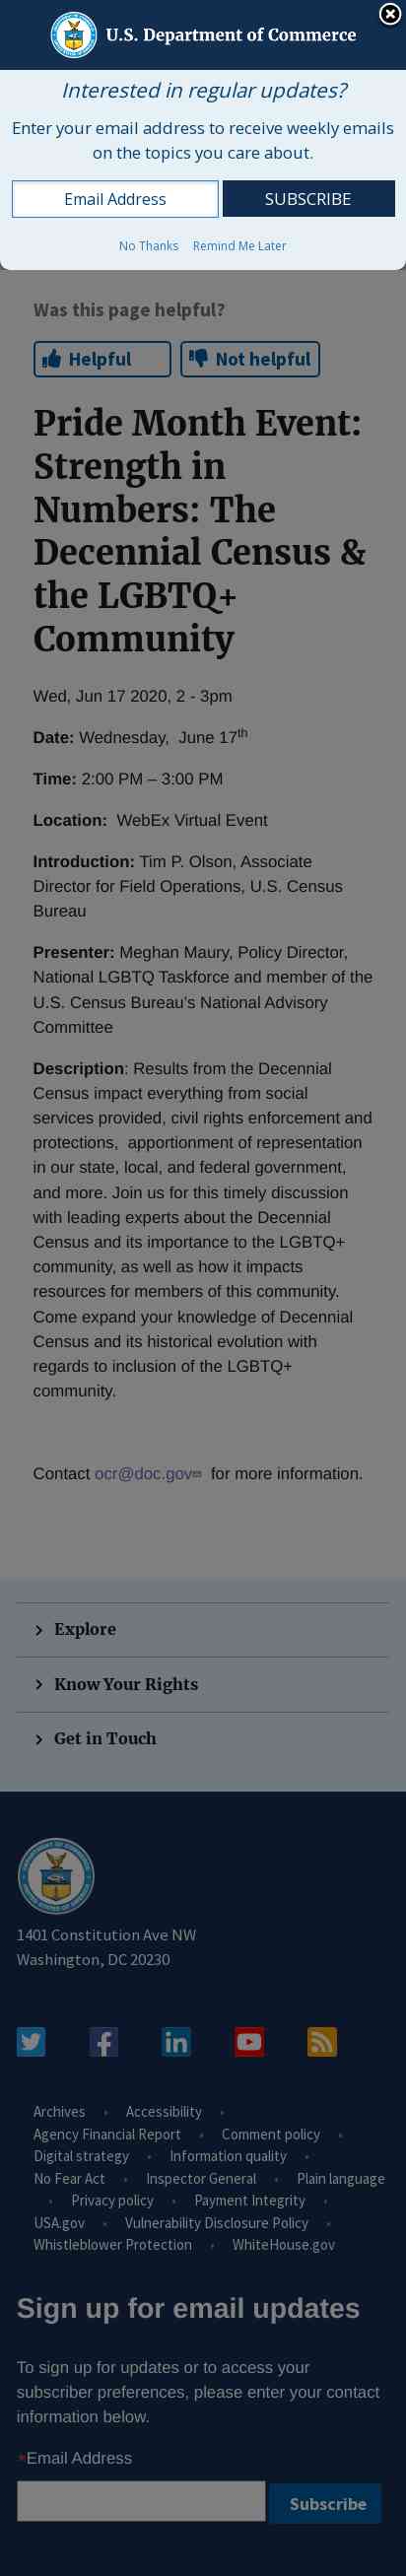 U.S. Department of Commerce
Interested in regular updates?
Enter your email address to receive weekly emails
on the topics you care about.
Email Address
SUBSCRIBE
No Thanks Remind Me Later
Was this page helpful?
Helpful
Not helpful
Pride Month Event:
Strength in
Numbers: The
Decennial Census &
the LGBTQ+
Community
Wed, Jun 17 2020, 2 - 3pm
Date: Wednesday,  June 17th
Time: 2:00 PM – 3:00 PM
Location:  WebEx Virtual Event
Introduction: Tim P. Olson, Associate
Director for Field Operations, U.S. Census
Bureau
Presenter: Meghan Maury, Policy Director,
National LGBTQ Taskforce and member of the
U.S. Census Bureau's National Advisory
Committee
Description: Results from the Decennial
Census impact everything from social
services provided, civil rights enforcement and
protections,  apportionment of representation
in our state, local, and federal government,
and more. Join us for this timely discussion
with leading experts about the Decennial
Census and its importance to the LGBTQ+
community, as well as how it impacts
resources for members of this community.
Come expand your knowledge of Decennial
Census and its historical evolution with
regards to inclusion of the LGBTQ+
community.
Contact ocr@doc.gov for more information.
Explore
Know Your Rights
Get in Touch
1401 Constitution Ave NW
Washington, DC 20230
Archives • Accessibility •
Agency Financial Report • Comment policy •
Digital strategy • Information quality •
No Fear Act • Inspector General • Plain language
• Privacy policy • Payment Integrity •
USA.gov • Vulnerability Disclosure Policy •
Whistleblower Protection • WhiteHouse.gov
Sign up for email updates
To sign up for updates or to access your
subscriber preferences, please enter your contact
information below.
*Email Address
Subscribe